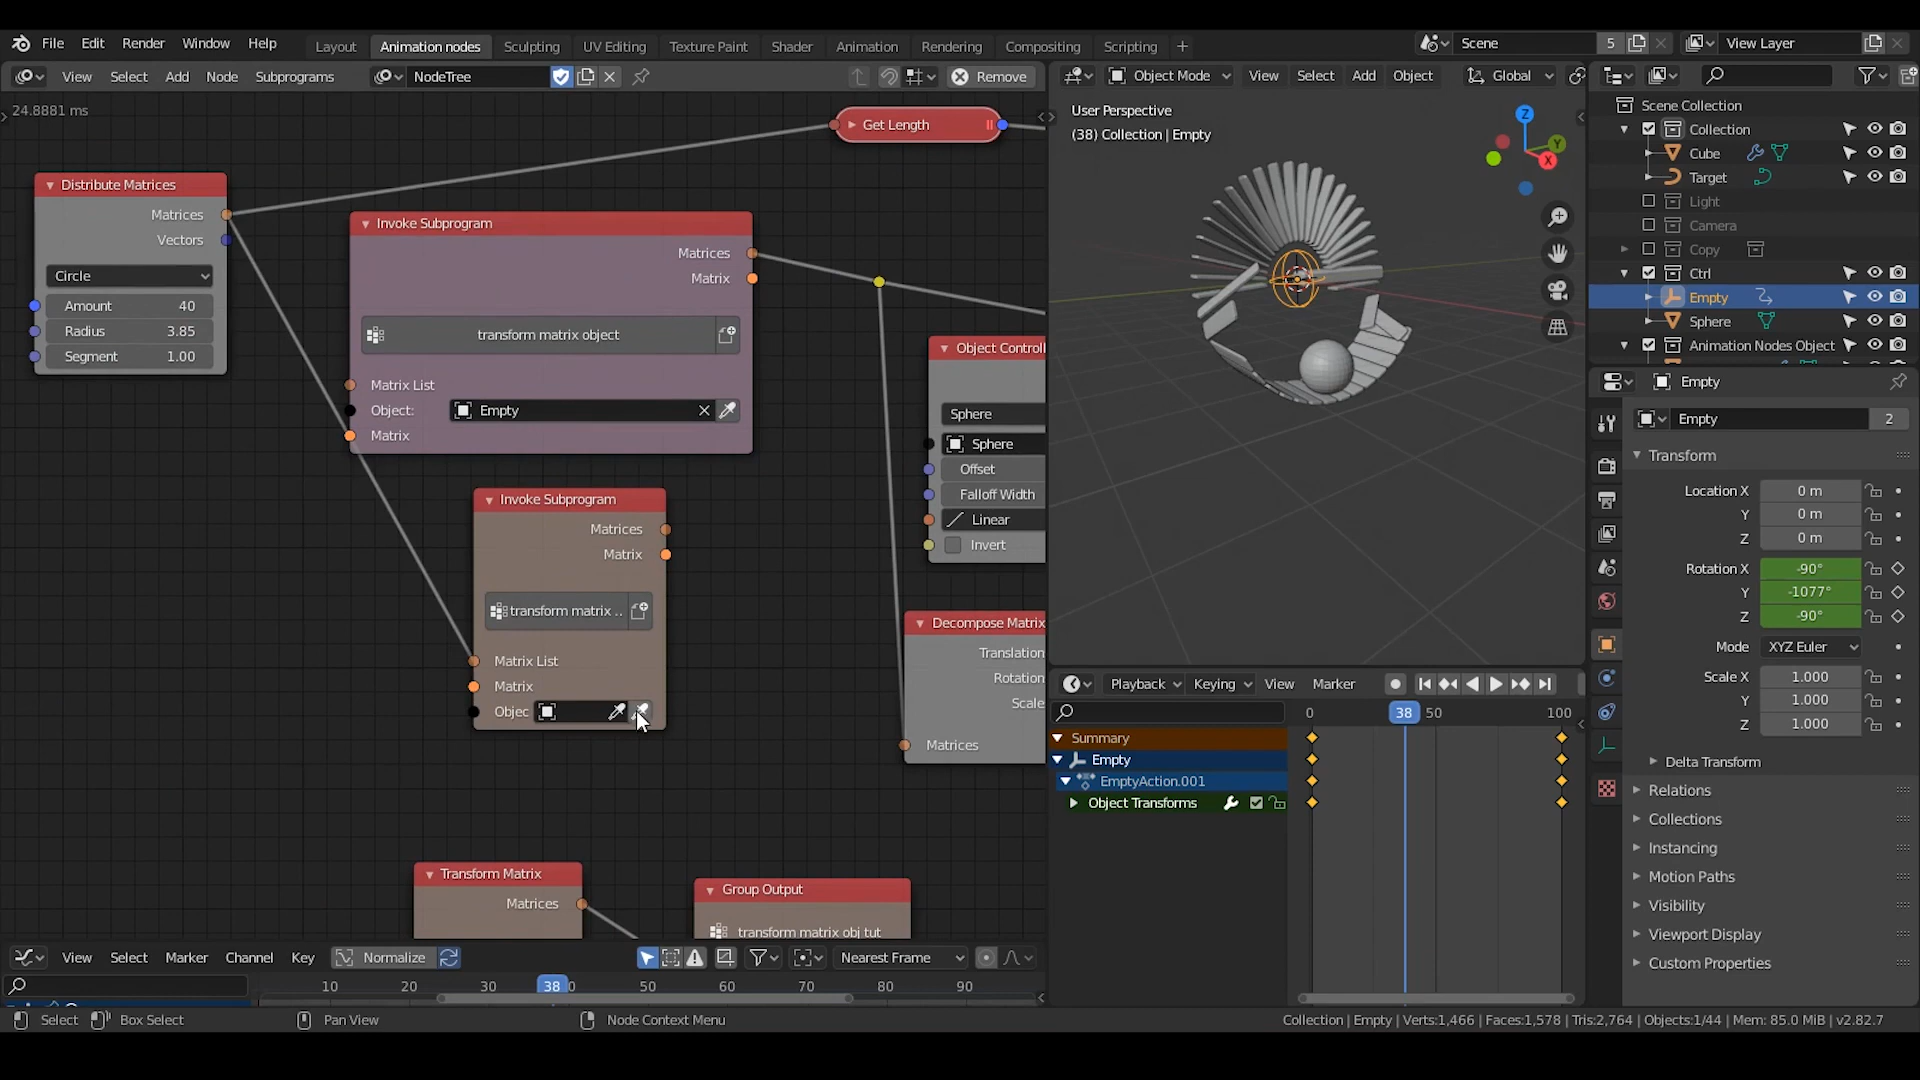 File Edit Render Window Help Layout Animation nodes Sculpting UV Editing Texture Paint Shader Animation Rendering Compositing Scripting + Scene 5 View Layer
View Select Add Node Subprograms NodeTree Remove Object Mode View Select Add Object Global
24.8881 ms
Get Length
Distribute Matrices
Matrices
Vectors
Circle
Amount 40
Radius 3.85
Segment 1.00
Invoke Subprogram
Matrices
Matrix
transform matrix object
Matrix List
Object: Empty
Matrix
Invoke Subprogram
Matrices
Matrix
transform matrix ..
Matrix List
Matrix
Objec
Object Controll
Sphere
Sphere
Offset
Falloff Width
Linear
Invert
Decompose Matrix
Translation
Rotation
Scale
Matrices
Transform Matrix
Matrices
Group Output
transform matrix obj tut
User Perspective
(38) Collection | Empty
Z
Y
X
Playback Keying View Marker
0 38 50 100
Summary
Empty
EmptyAction.001
Object Transforms
Scene Collection
Collection
Cube
Target
Light
Camera
Copy
Ctrl
Empty
Sphere
Animation Nodes Object
Empty
Empty 2
Transform
Location X 0 m
Y 0 m
Z 0 m
Rotation X -90°
Y -1077°
Z -90°
Mode XYZ Euler
Scale X 1.000
Y 1.000
Z 1.000
Delta Transform
Relations
Collections
Instancing
Motion Paths
Visibility
Viewport Display
Custom Properties
View Select Marker Channel Key Normalize Nearest Frame
10 20 30 38 0 50 60 70 80 90
Select Box Select Pan View Node Context Menu Collection | Empty | Verts:1,466 | Faces:1,578 | Tris:2,764 | Objects:1/44 | Mem: 85.0 MiB | v2.82.7